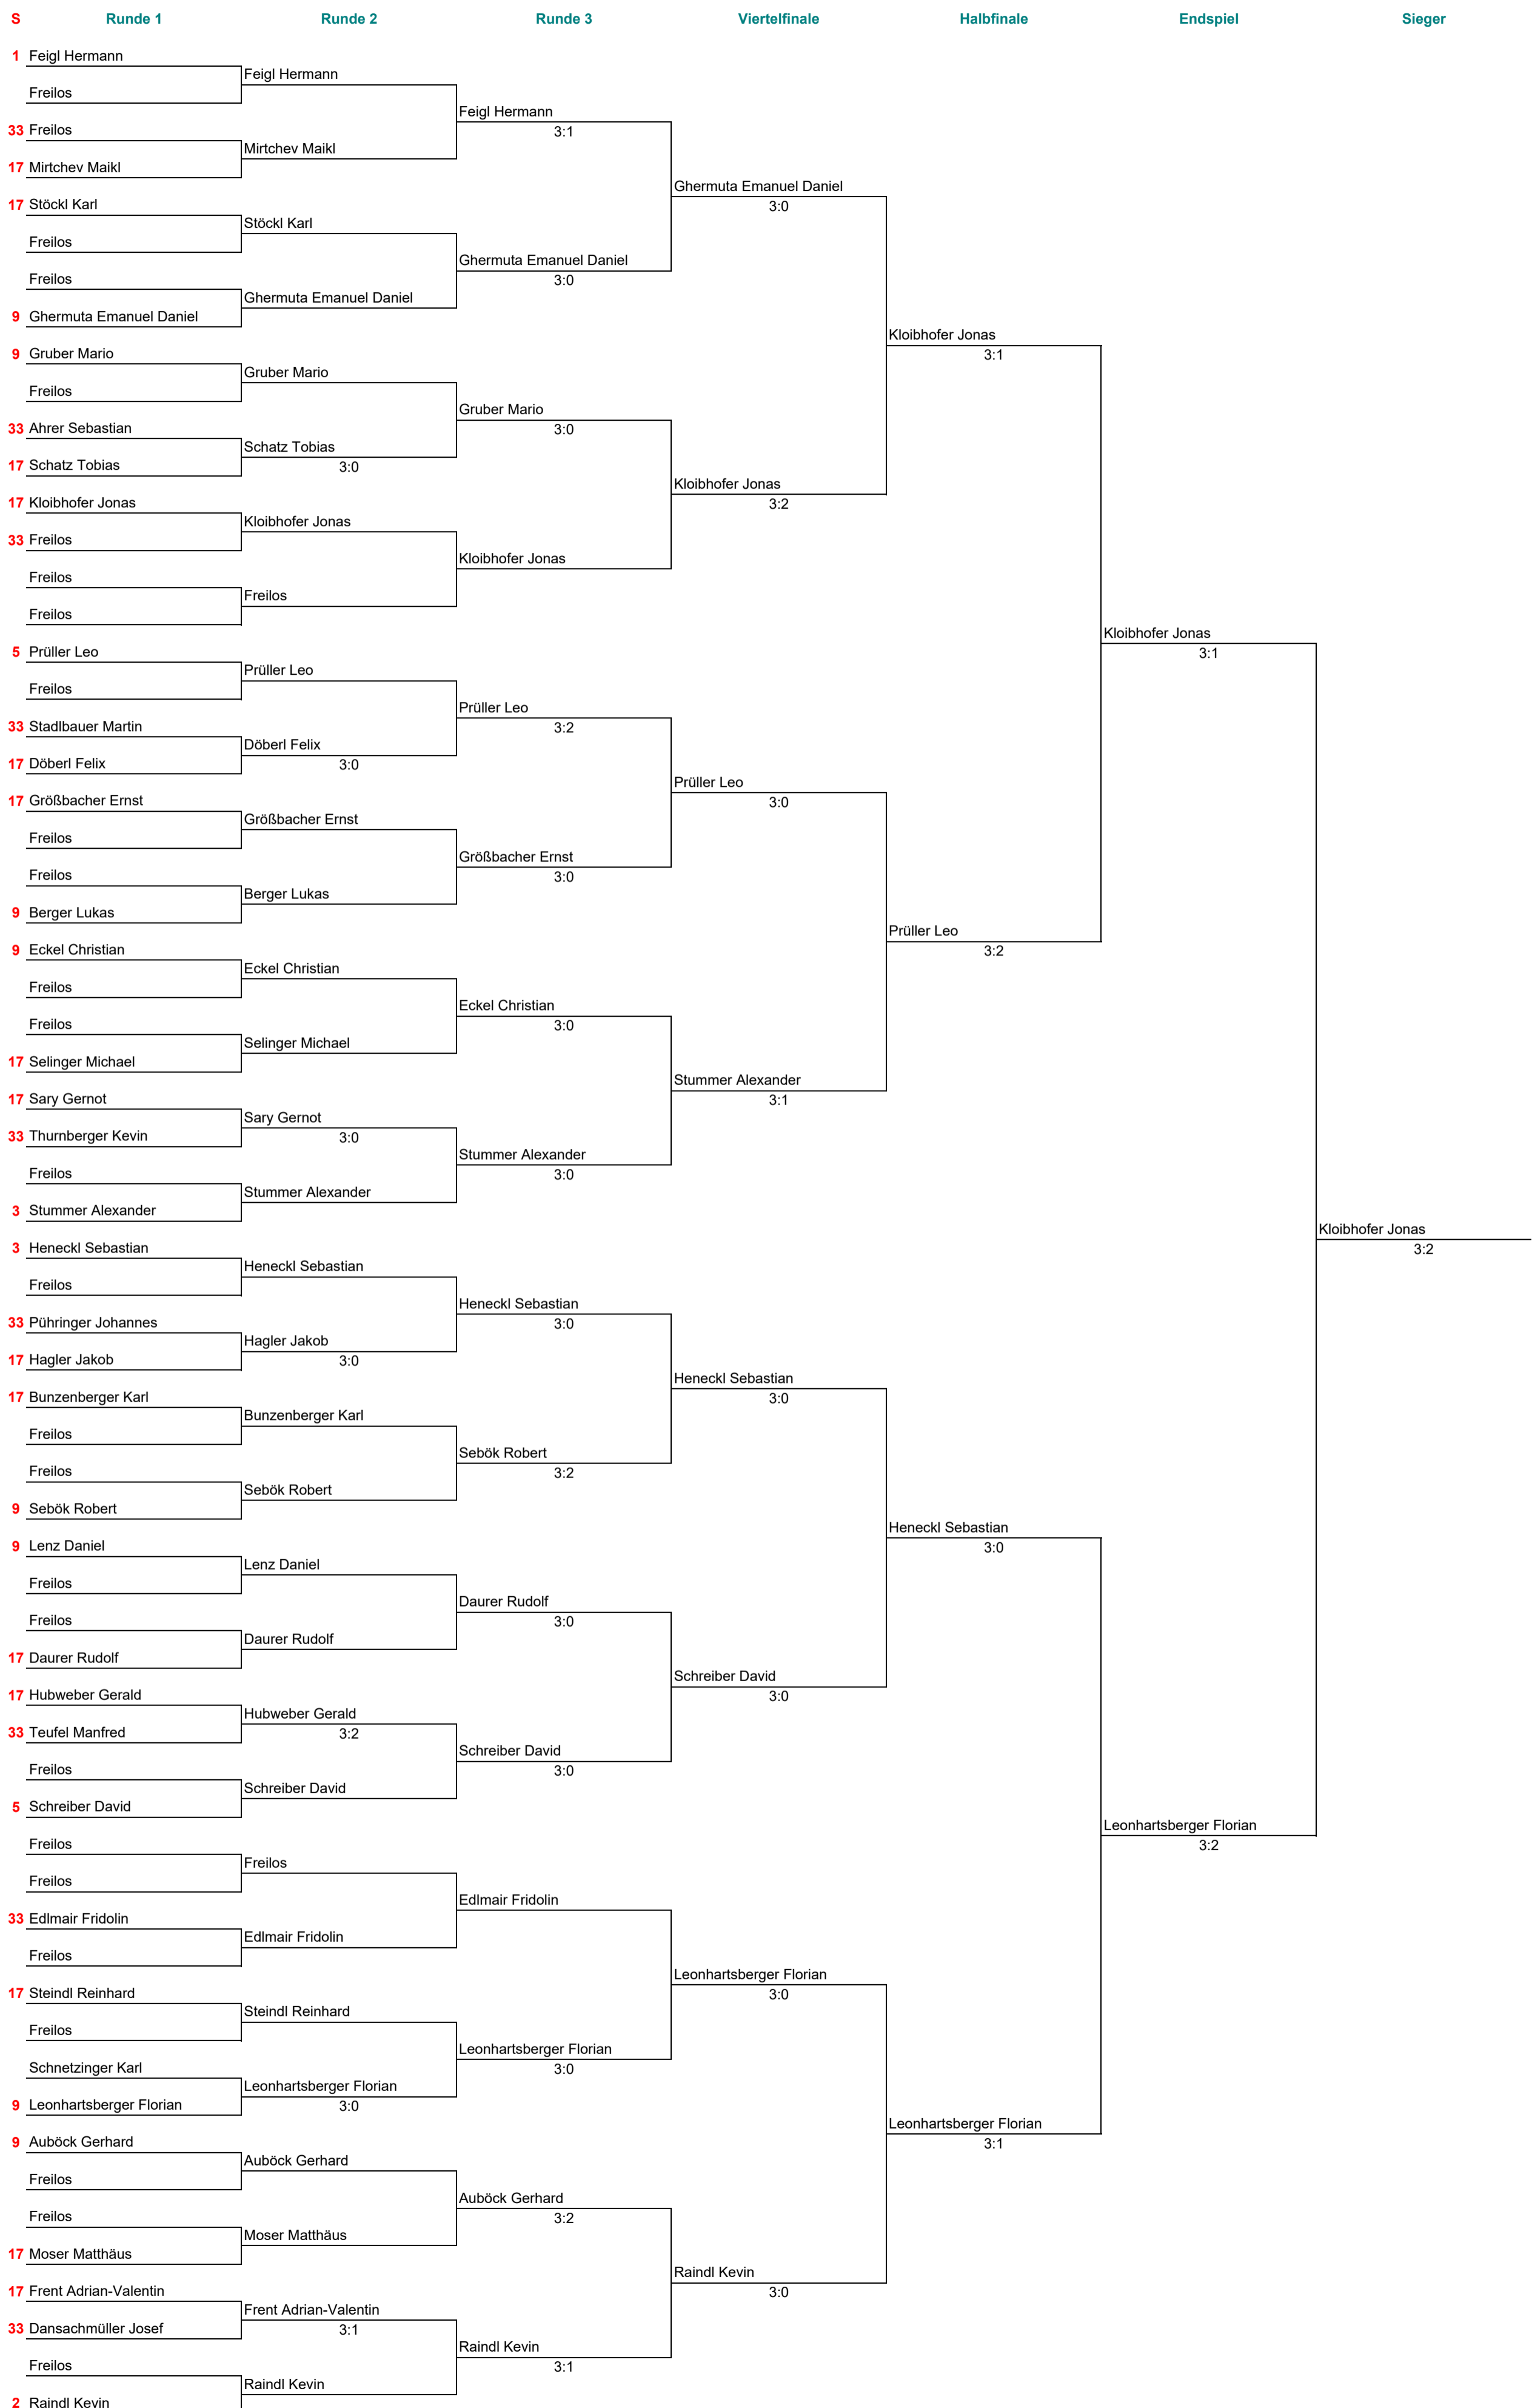 S Runde 1 Runde 2 Runde 3 Viertelfinale Halbfinale Endspiel Sieger
1 Feigl Hermann
Feigl Hermann
Freilos
Feigl Hermann
3:1
33 Freilos
Mirtchev Maikl
17 Mirtchev Maikl
Ghermuta Emanuel Daniel
3:0
17 Stöckl Karl
Stöckl Karl
Freilos
Ghermuta Emanuel Daniel
3:0
Freilos
Ghermuta Emanuel Daniel
9 Ghermuta Emanuel Daniel
Kloibhofer Jonas
3:1
9 Gruber Mario
Gruber Mario
Freilos
Gruber Mario
3:0
33 Ahrer Sebastian
Schatz Tobias
3:0
17 Schatz Tobias
Kloibhofer Jonas
3:2
17 Kloibhofer Jonas
Kloibhofer Jonas
33 Freilos
Kloibhofer Jonas
Freilos
Freilos
Freilos
Kloibhofer Jonas
3:1
5 Prüller Leo
Prüller Leo
Freilos
Prüller Leo
3:2
33 Stadlbauer Martin
Döberl Felix
3:0
17 Döberl Felix
Prüller Leo
3:0
17 Größbacher Ernst
Größbacher Ernst
Freilos
Größbacher Ernst
3:0
Freilos
Berger Lukas
9 Berger Lukas
Prüller Leo
3:2
9 Eckel Christian
Eckel Christian
Freilos
Eckel Christian
3:0
Freilos
Selinger Michael
17 Selinger Michael
Stummer Alexander
3:1
17 Sary Gernot
Sary Gernot
3:0
33 Thurnberger Kevin
Stummer Alexander
3:0
Freilos
Stummer Alexander
3 Stummer Alexander
Kloibhofer Jonas
3:2
3 Heneckl Sebastian
Heneckl Sebastian
Freilos
Heneckl Sebastian
3:0
33 Pühringer Johannes
Hagler Jakob
3:0
17 Hagler Jakob
Heneckl Sebastian
3:0
17 Bunzenberger Karl
Bunzenberger Karl
Freilos
Sebök Robert
3:2
Freilos
Sebök Robert
9 Sebök Robert
Heneckl Sebastian
3:0
9 Lenz Daniel
Lenz Daniel
Freilos
Daurer Rudolf
3:0
Freilos
Daurer Rudolf
17 Daurer Rudolf
Schreiber David
3:0
17 Hubweber Gerald
Hubweber Gerald
3:2
33 Teufel Manfred
Schreiber David
3:0
Freilos
Schreiber David
5 Schreiber David
Leonhartsberger Florian
3:2
Freilos
Freilos
Freilos
Edlmair Fridolin
33 Edlmair Fridolin
Edlmair Fridolin
Freilos
Leonhartsberger Florian
3:0
17 Steindl Reinhard
Steindl Reinhard
Freilos
Leonhartsberger Florian
3:0
Schnetzinger Karl
Leonhartsberger Florian
3:0
9 Leonhartsberger Florian
Leonhartsberger Florian
3:1
9 Auböck Gerhard
Auböck Gerhard
Freilos
Auböck Gerhard
3:2
Freilos
Moser Matthäus
17 Moser Matthäus
Raindl Kevin
3:0
17 Frent Adrian-Valentin
Frent Adrian-Valentin
3:1
33 Dansachmüller Josef
Raindl Kevin
3:1
Freilos
Raindl Kevin
2 Raindl Kevin